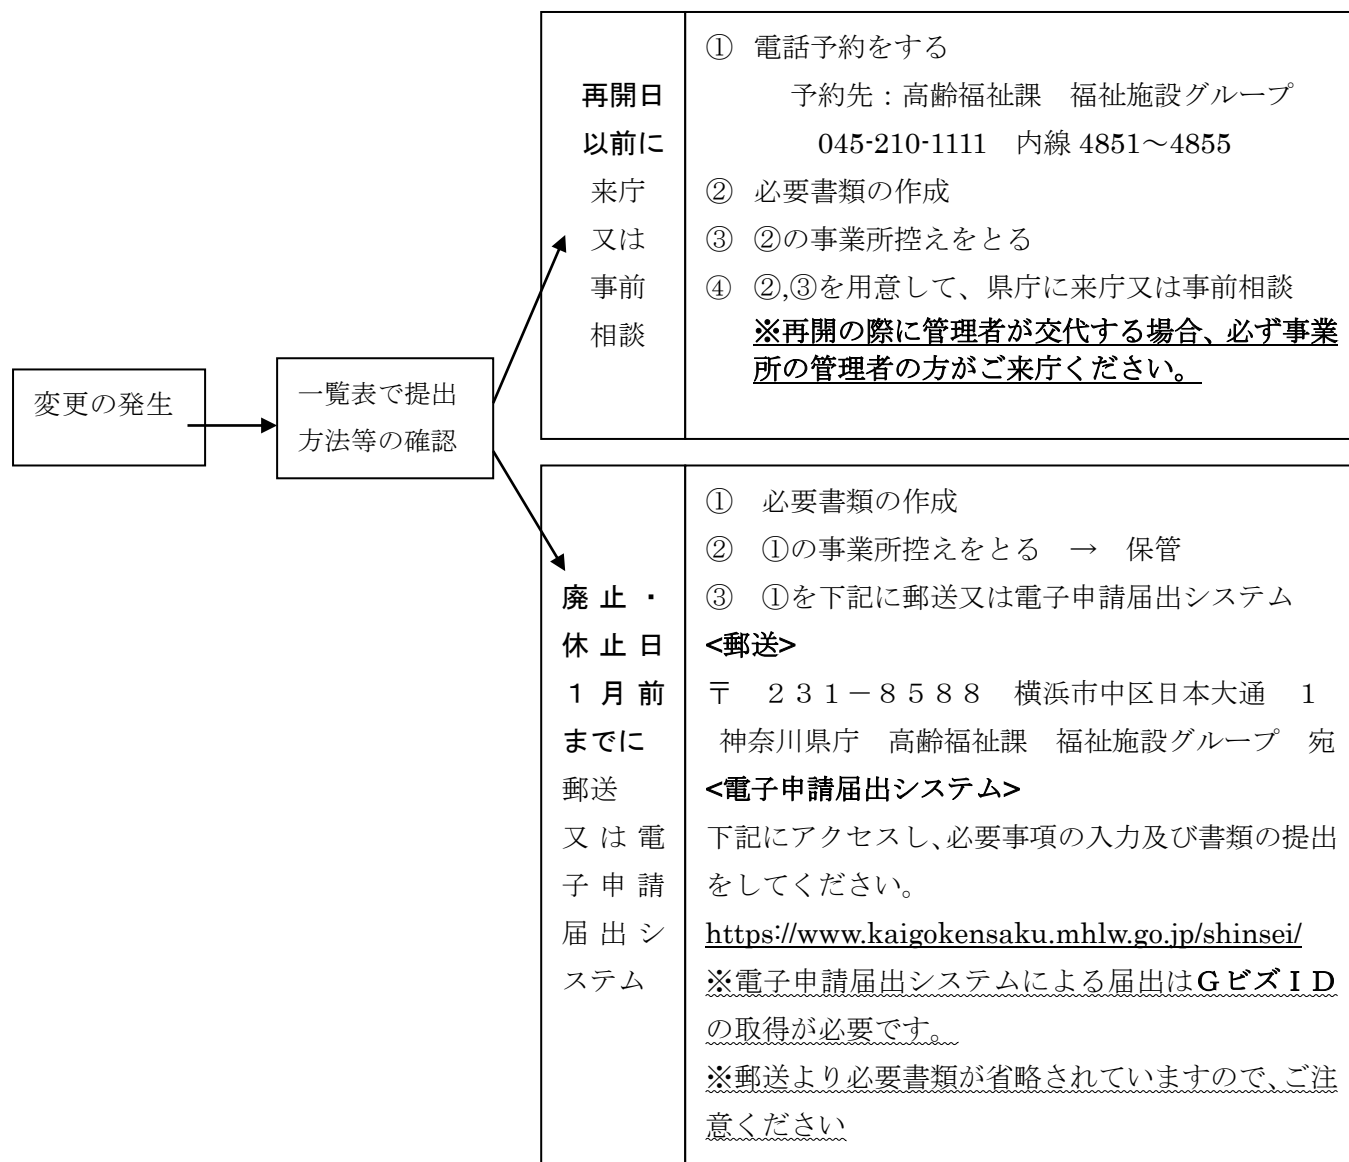 変更の発生
一覧表で提出
方法等の確認
再開日
以前に
来庁
又は
事前
相談
① 電話予約をする
予約先：高齢福祉課　福祉施設グループ
045-210-1111　内線 4851～4855
② 必要書類の作成
③ ②の事業所控えをとる
④ ②,③を用意して、県庁に来庁又は事前相談
※再開の際に管理者が交代する場合、必ず事業
所の管理者の方がご来庁ください。
廃止・
休止日
１月前
までに
郵送
又は電
子申請
届出シ
ステム
①　必要書類の作成
②　①の事業所控えをとる　→　保管
③　①を下記に郵送又は電子申請届出システム
<郵送>
〒　２３１－８５８８　横浜市中区日本大通　１
神奈川県庁　高齢福祉課　福祉施設グループ　宛
<電子申請届出システム>
下記にアクセスし、必要事項の入力及び書類の提出
をしてください。
https://www.kaigokensaku.mhlw.go.jp/shinsei/
※電子申請届出システムによる届出はＧビズＩＤ
の取得が必要です。
※郵送より必要書類が省略されていますので、ご注
意ください